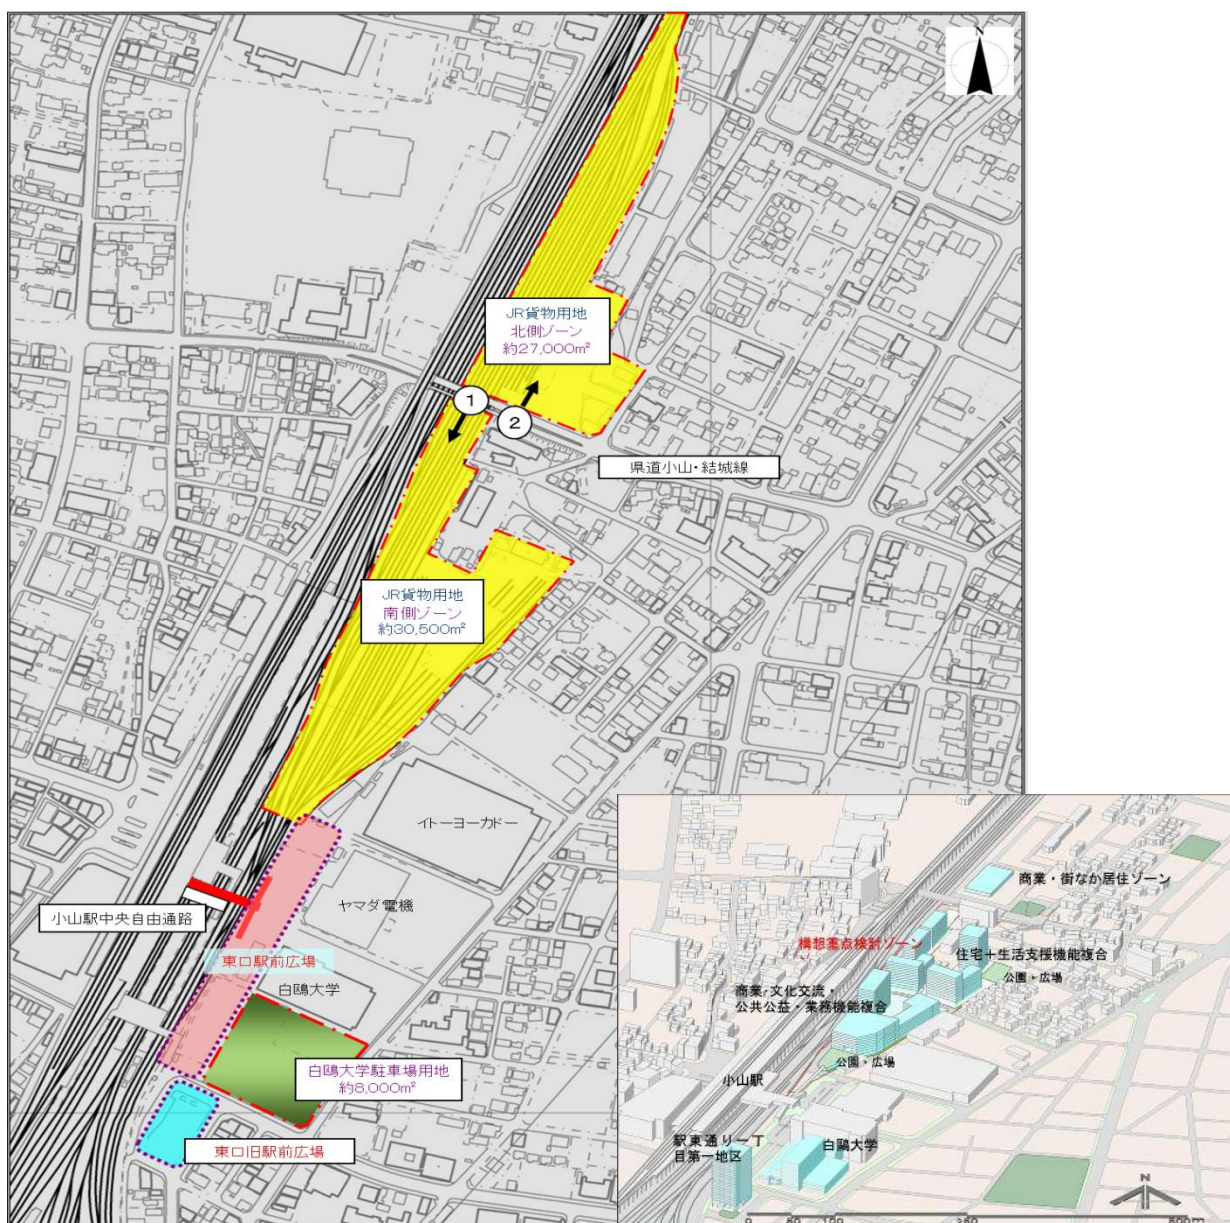 N
JR貨物用地
北側ゾーン
約27,000m²
1
2
県道小山・結城線
JR貨物用地
南側ゾーン
約30,500m²
イトーヨーカドー
ヤマダ電機
小山駅中央自由通路
東口駅前広場
白鴎大学
白鴎大学駐車場用地
約8,000m²
東口旧駅前広場
商業・街なか居住ゾーン
構想重点検討ゾーン
住宅+生活支援機能複合
公園・広場
商業・文化交流・
公共公益・業務機能複合
公園・広場
小山駅
駅東通り一丁
目第一地区
白鴎大学
N
0 50 100 250 500m